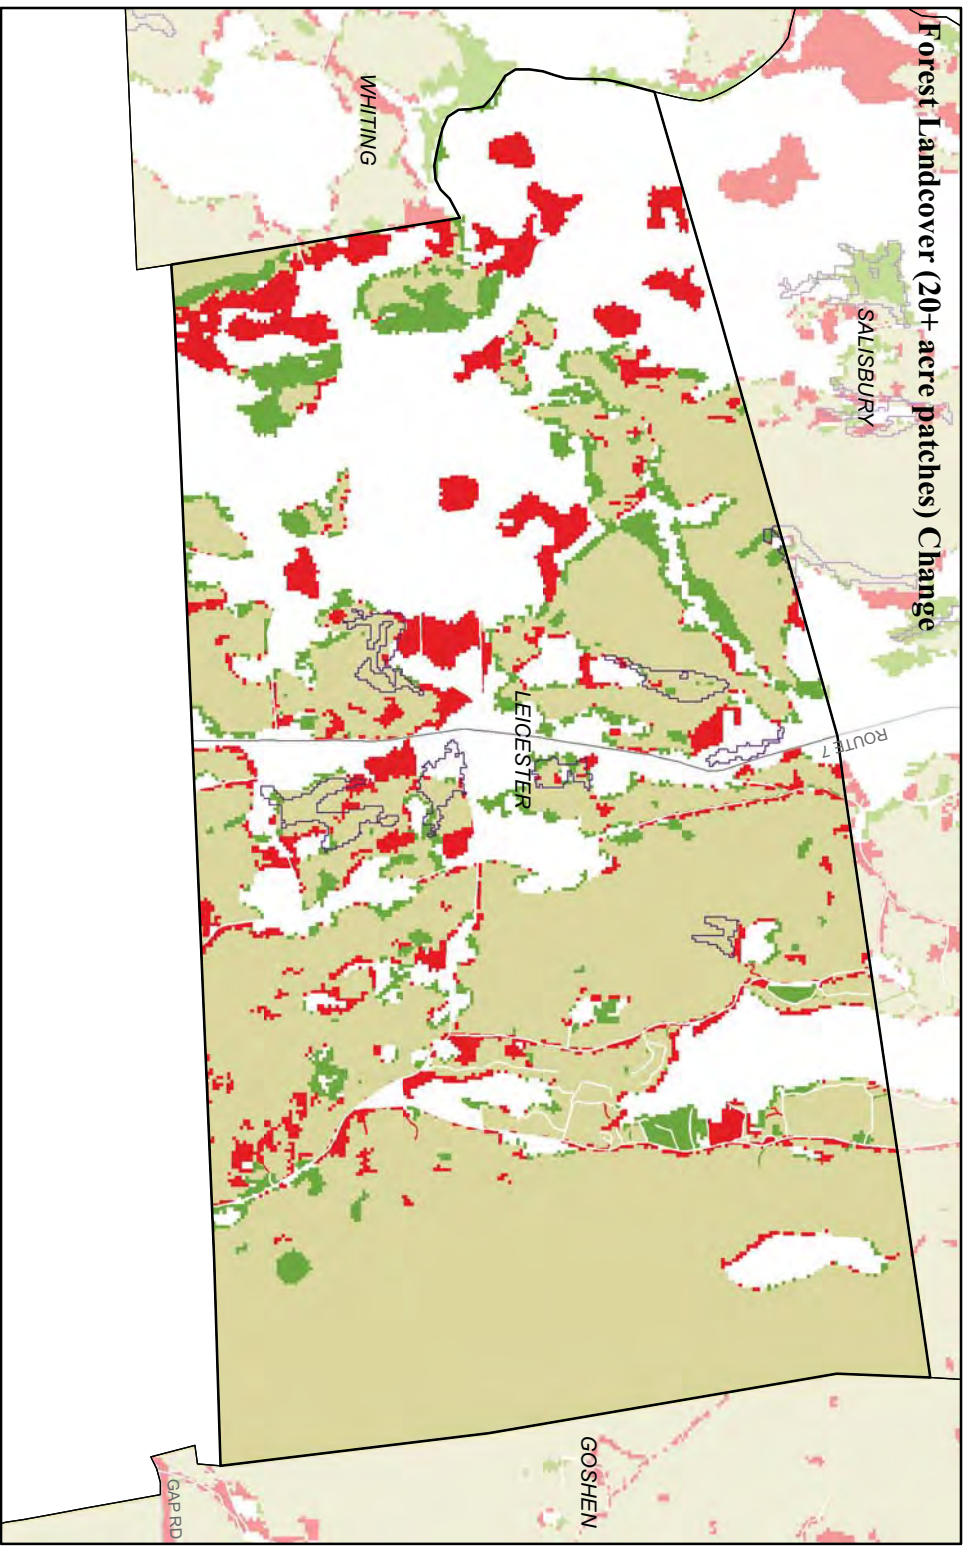 Forest Landcover (20+ acre patches) Change
SALISBURY
WHITING
ROUTE 7
LEICESTER
GOSHEN
GAP RD